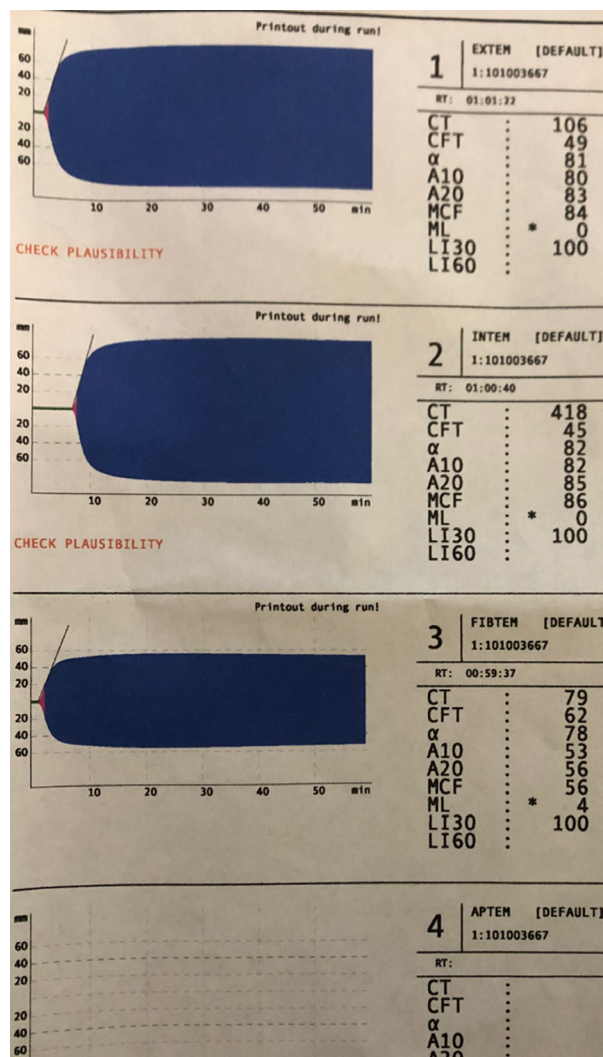 Printout during run!
mm
60
40
20
20
40
60
10 20 30 40 50 min
CHECK PLAUSIBILITY
1
EXTEM [DEFAULT]
1:101003667
RT: 01:01:22
CT : 106
CFT : 49
α : 81
A10 : 80
A20 : 83
MCF : 84
ML : * 0
LI30 : 100
LI60 :
Printout during run!
mm
60
40
20
20
40
60
10 20 30 40 50 min
CHECK PLAUSIBILITY
2
INTEM [DEFAULT]
1:101003667
RT: 01:00:40
CT : 418
CFT : 45
α : 82
A10 : 82
A20 : 85
MCF : 86
ML : * 0
LI30 : 100
LI60 :
Printout during run!
mm
60
40
20
20
40
60
10 20 30 40 50 min
3
FIBTEM [DEFAULT
1:101003667
RT: 00:59:37
CT : 79
CFT : 62
α : 78
A10 : 53
A20 : 56
MCF : 56
ML : * 4
LI30 : 100
LI60 :
mm
60
40
20
20
40
60
4
APTEM [DEFAULT]
1:101003667
RT:
CT :
CFT :
α :
A10 :
A20